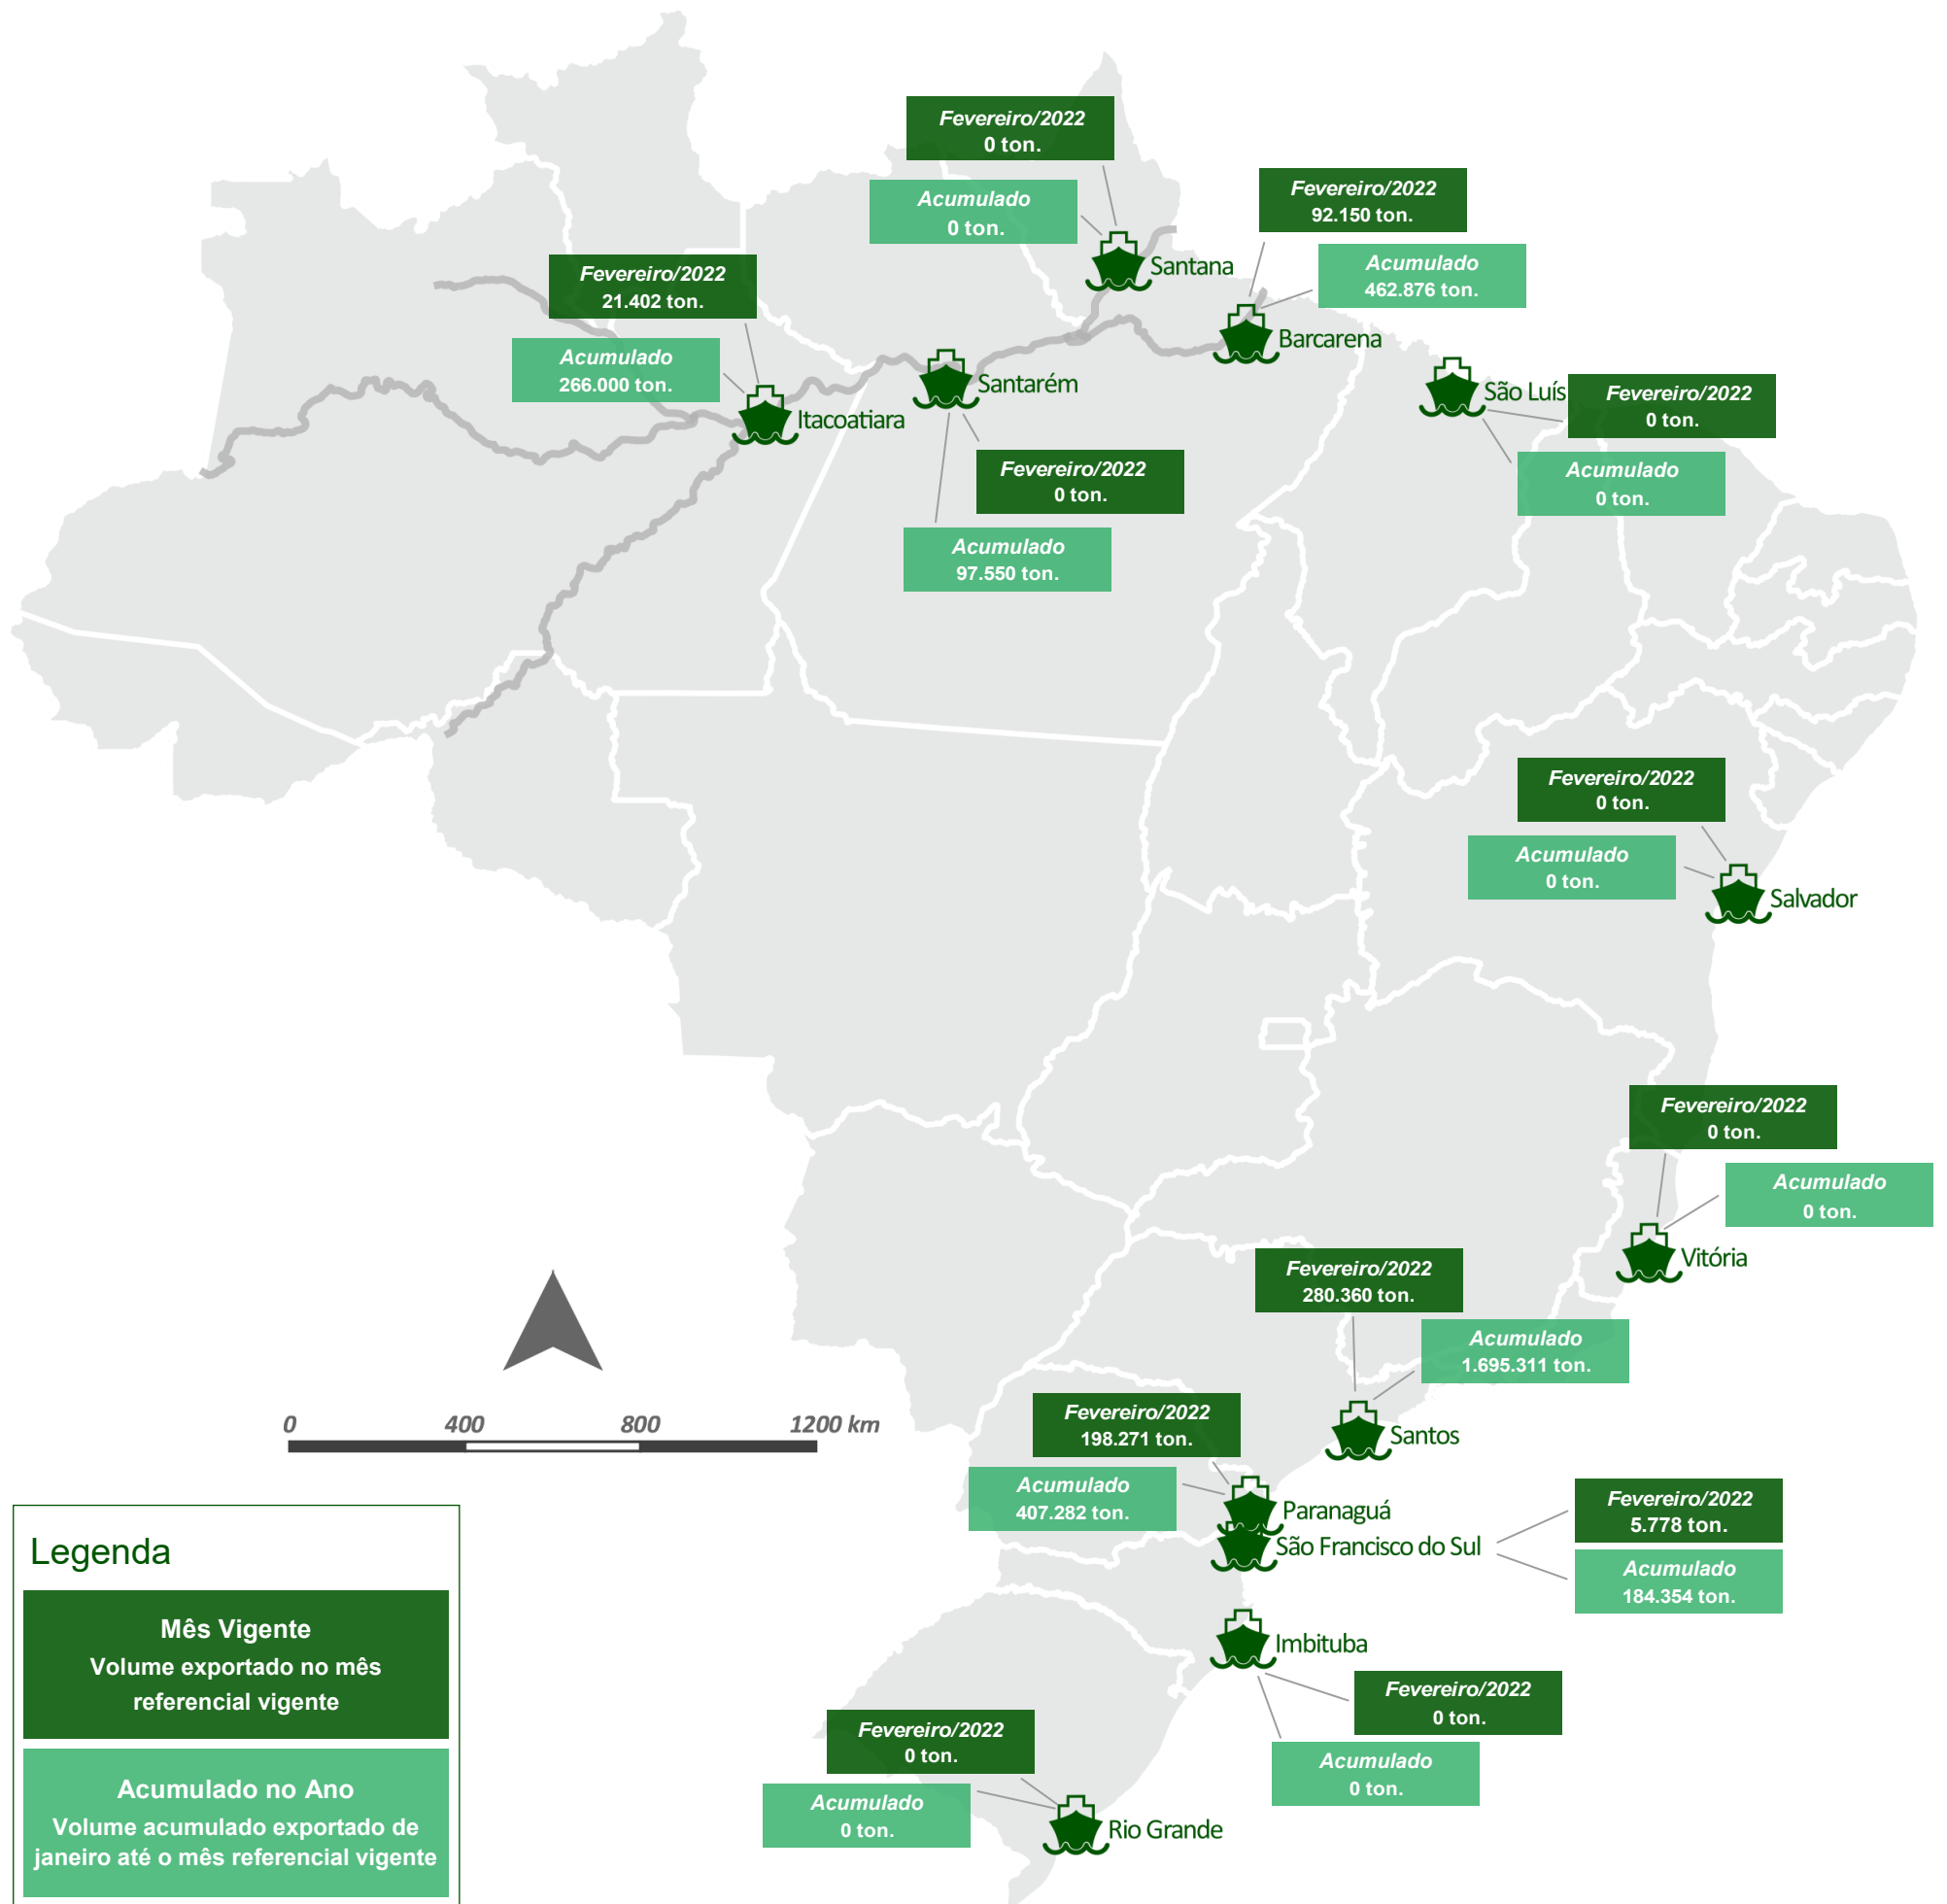 Fevereiro/2022
0 ton.
Acumulado
0 ton.
Santana
Fevereiro/2022
92.150 ton.
Acumulado
462.876 ton.
Barcarena
Fevereiro/2022
21.402 ton.
Acumulado
266.000 ton.
Itacoatiara
Santarém
Fevereiro/2022
0 ton.
Acumulado
97.550 ton.
São Luís
Fevereiro/2022
0 ton.
Acumulado
0 ton.
Fevereiro/2022
0 ton.
Acumulado
0 ton.
Salvador
Fevereiro/2022
0 ton.
Acumulado
0 ton.
Vitória
Fevereiro/2022
280.360 ton.
Acumulado
1.695.311 ton.
Santos
Fevereiro/2022
198.271 ton.
Acumulado
407.282 ton.
Paranaguá
São Francisco do Sul
Fevereiro/2022
5.778 ton.
Acumulado
184.354 ton.
Imbituba
Fevereiro/2022
0 ton.
Acumulado
0 ton.
Fevereiro/2022
0 ton.
Acumulado
0 ton.
Rio Grande
0 400 800 1200 km
Legenda
Mês Vigente
Volume exportado no mês
referencial vigente
Acumulado no Ano
Volume acumulado exportado de
janeiro até o mês referencial vigente